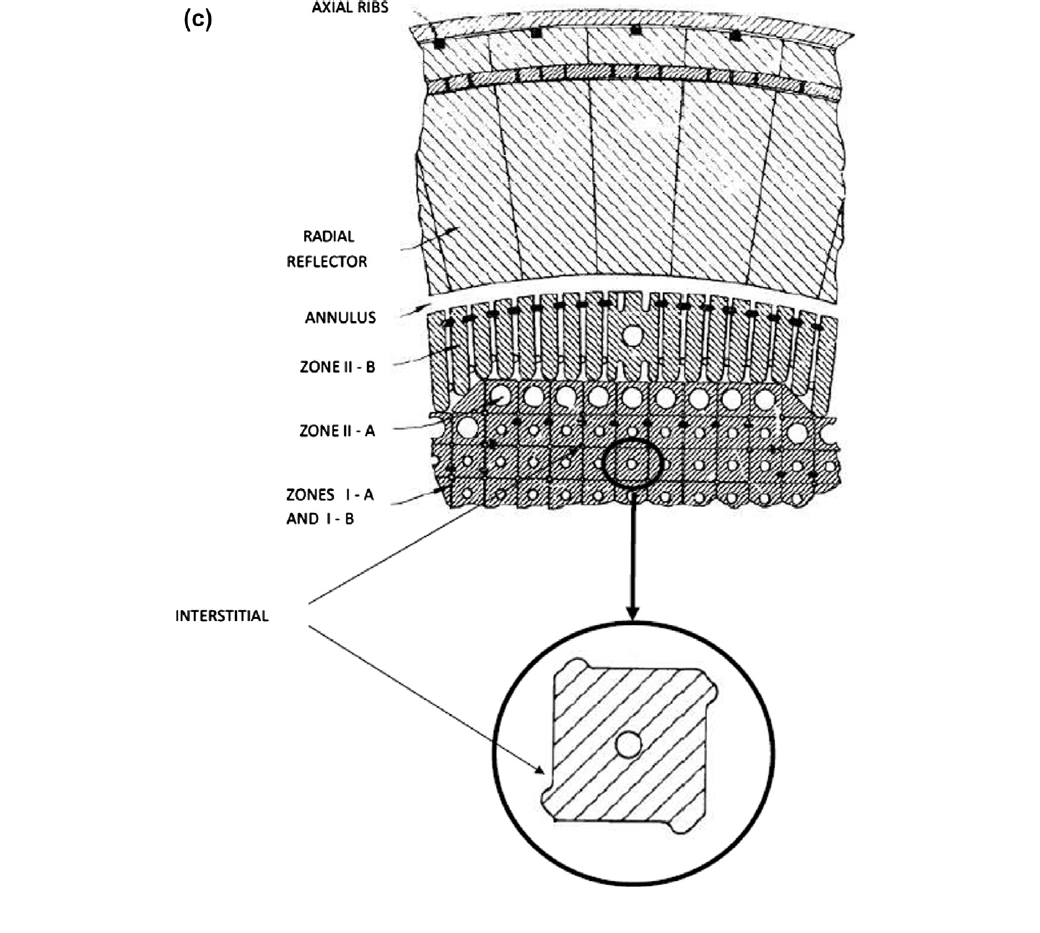 (c)
AXIAL RIBS
RADIAL
REFLECTOR
ANNULUS
ZONE II - B
ZONE II - A
ZONES I - A
AND I - B
INTERSTITIAL